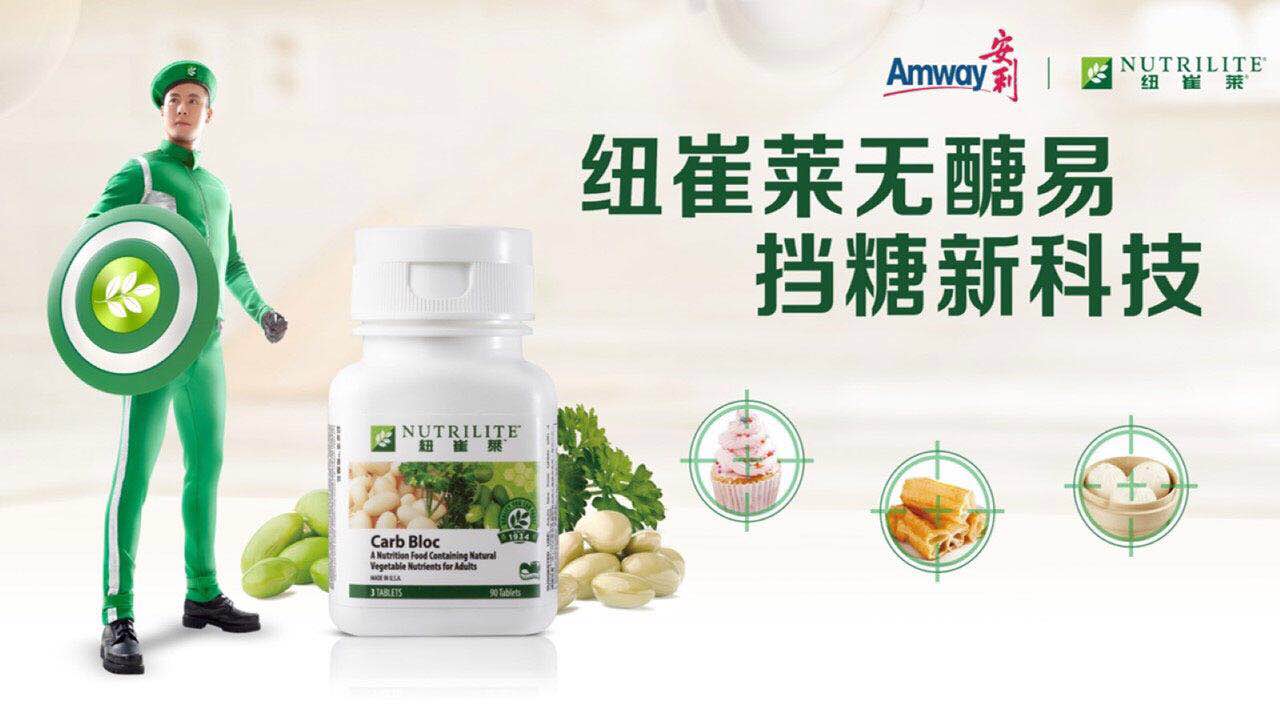 Amway 安利
NUTRILITE®
纽崔莱®
纽崔莱无醣易
挡糖新科技
NUTRILITE™
纽崔莱
1934
Carb Bloc
A Nutrition Food Containing Natural
Vegetable Nutrients for Adults
MADE IN U.S.A.
3 TABLETS 90 Tablets